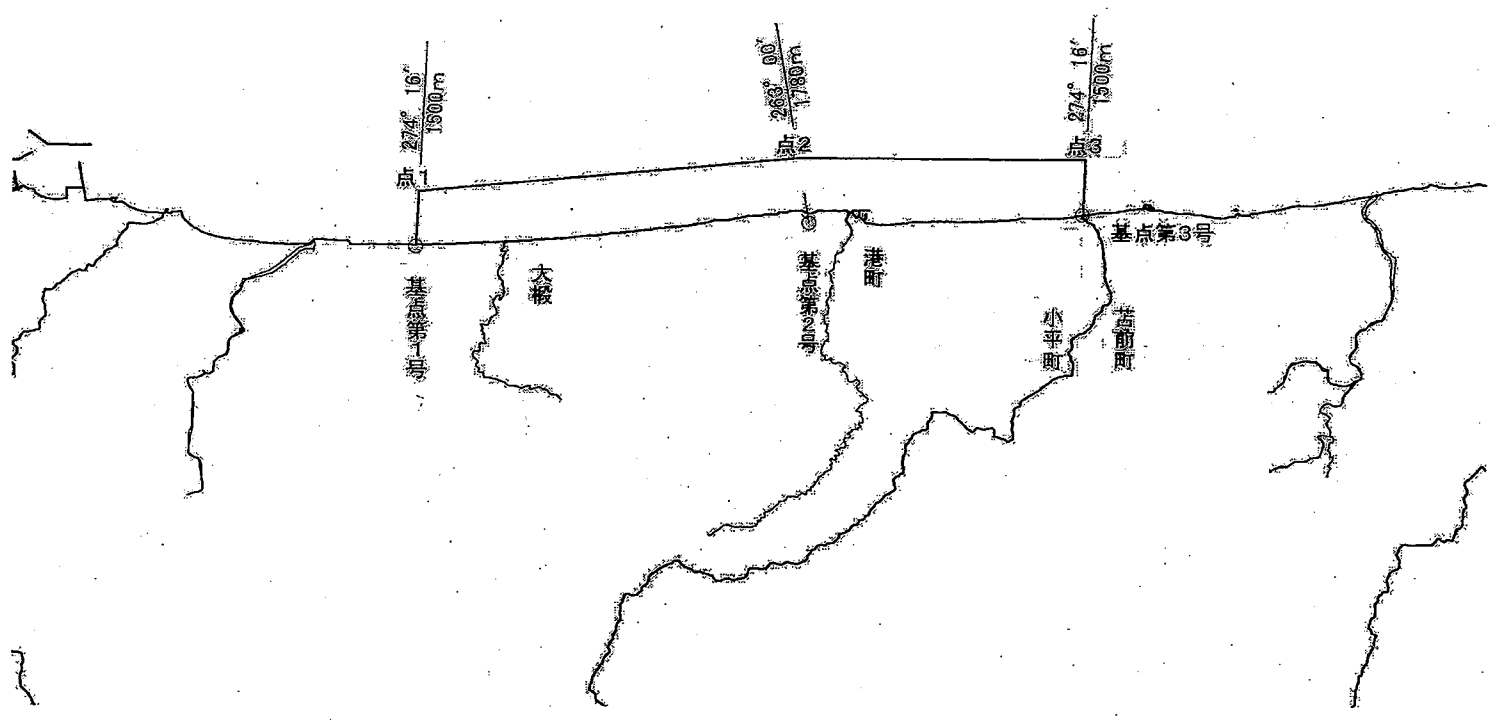 274° 16′
1500m
263° 00′
1780m
274° 16′
1500m
点1
点2
点3
基点第1号
大椴
基点第2号
港町
基点第3号
小平町
苫前町